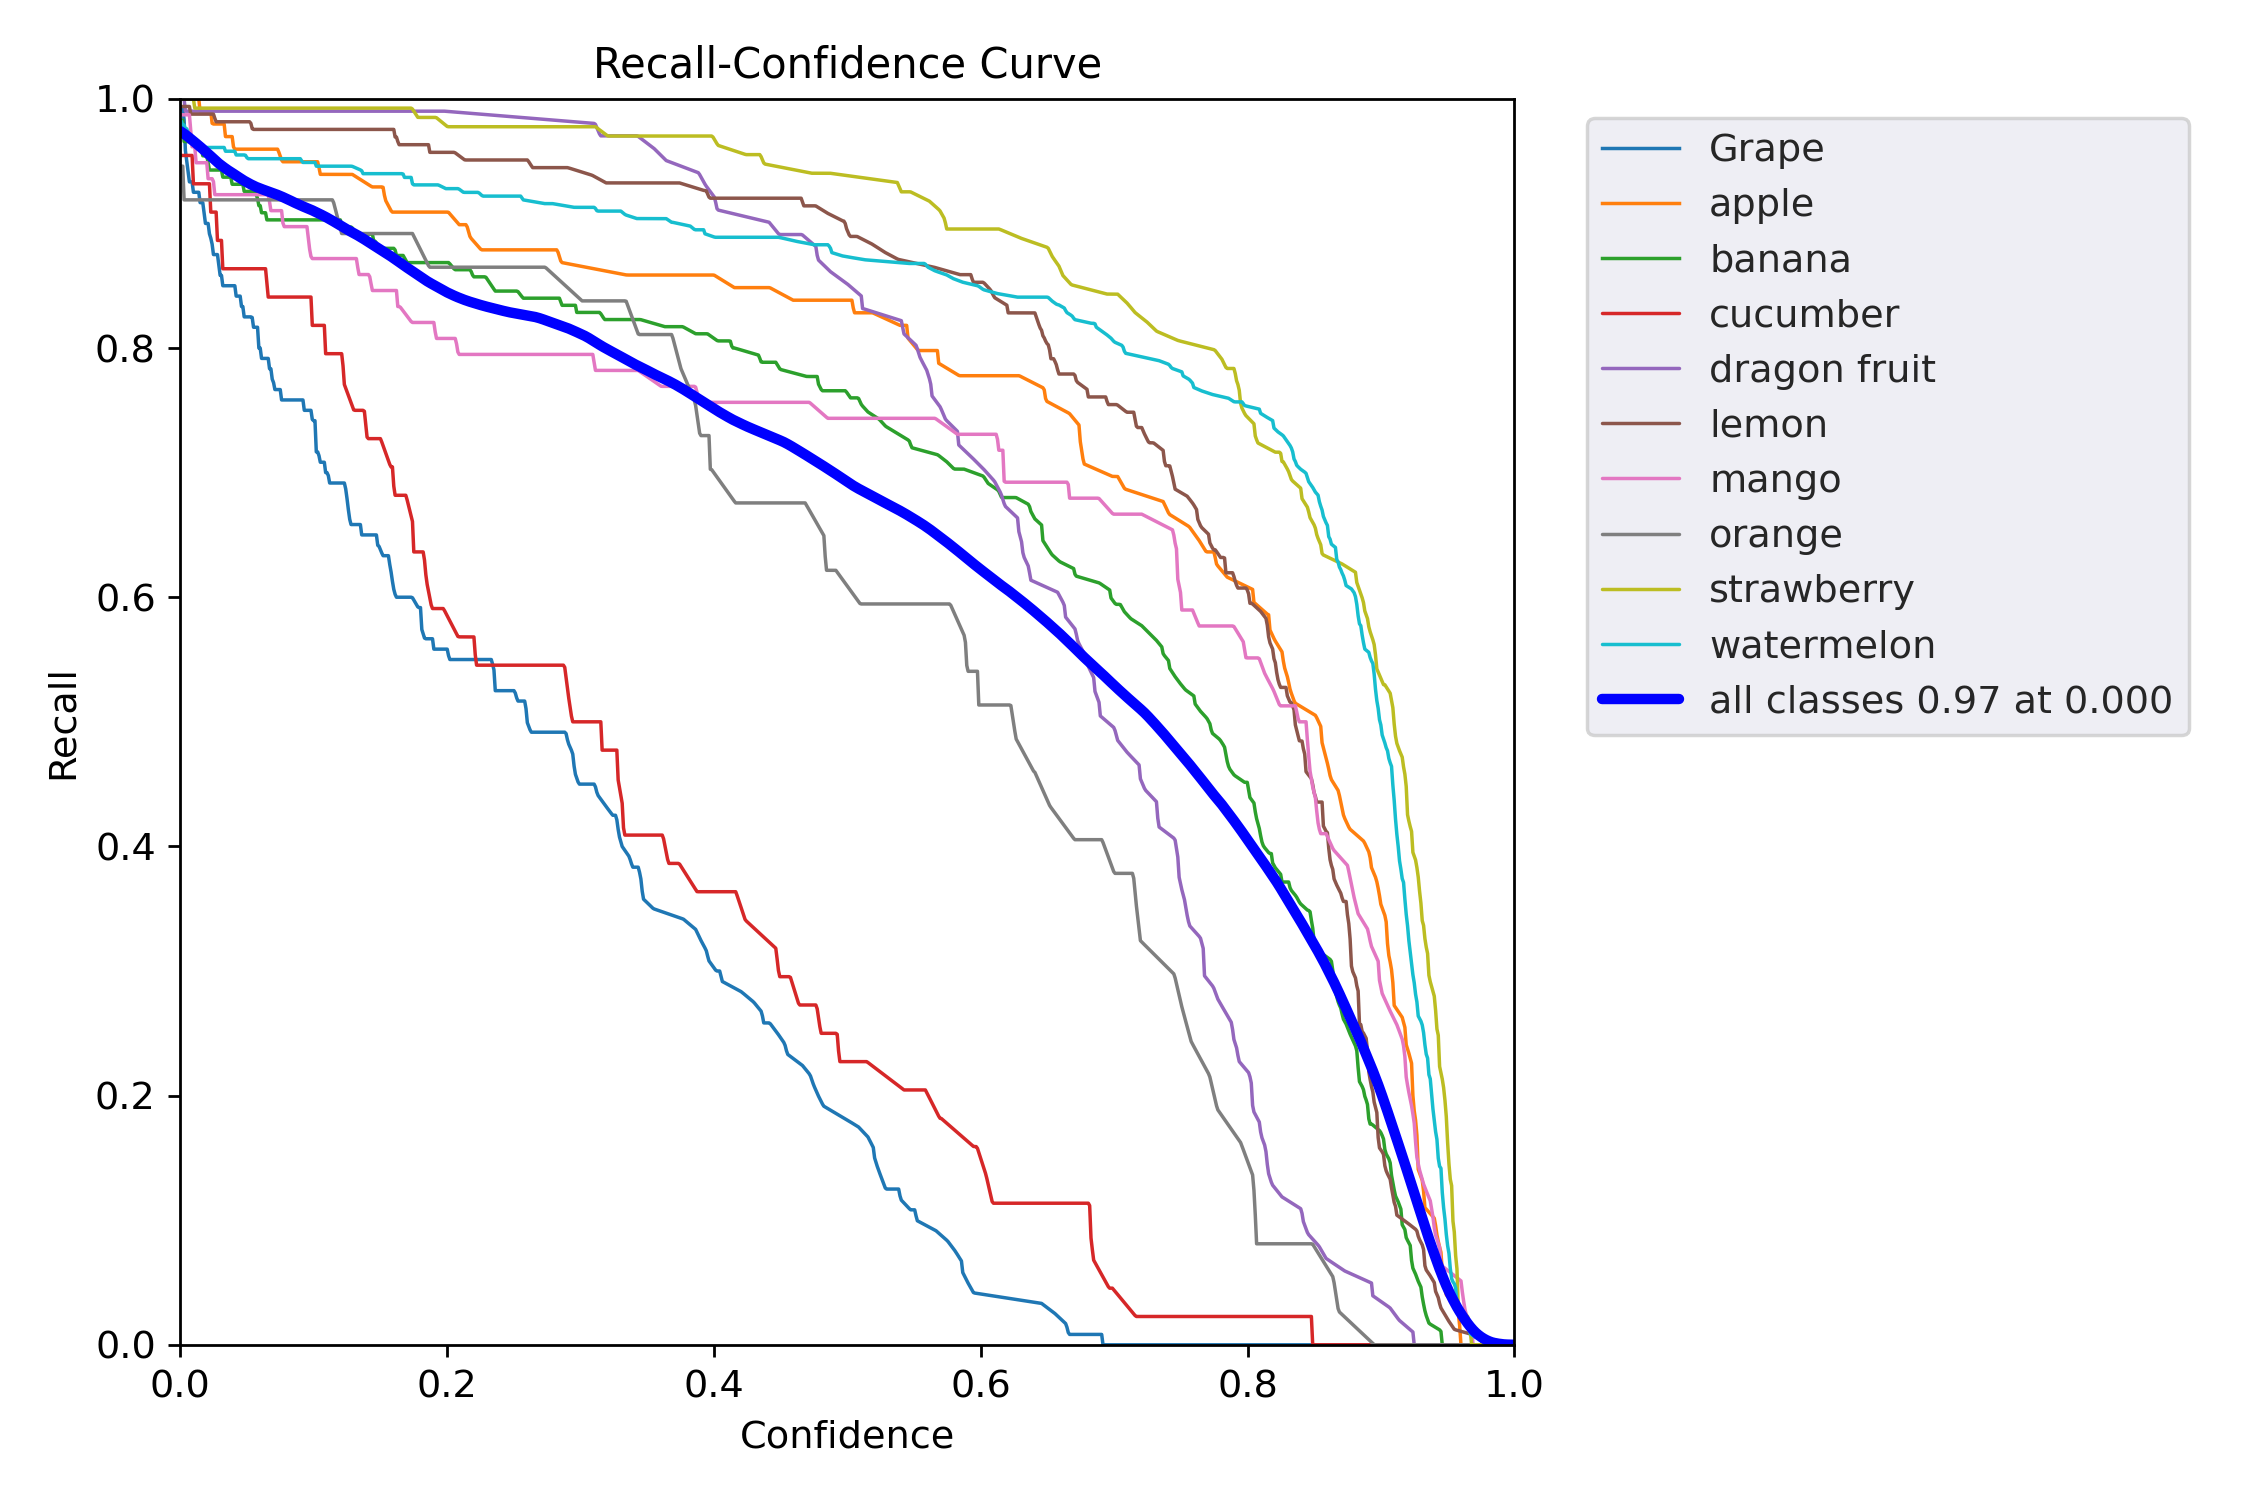 Recall-Confidence Curve
1.0
0.8
0.6
0.4
0.2
0.0
Recall
0.0 0.2 0.4 0.6 0.8 1.0
Confidence
Grape
apple
banana
cucumber
dragon fruit
lemon
mango
orange
strawberry
watermelon
all classes 0.97 at 0.000